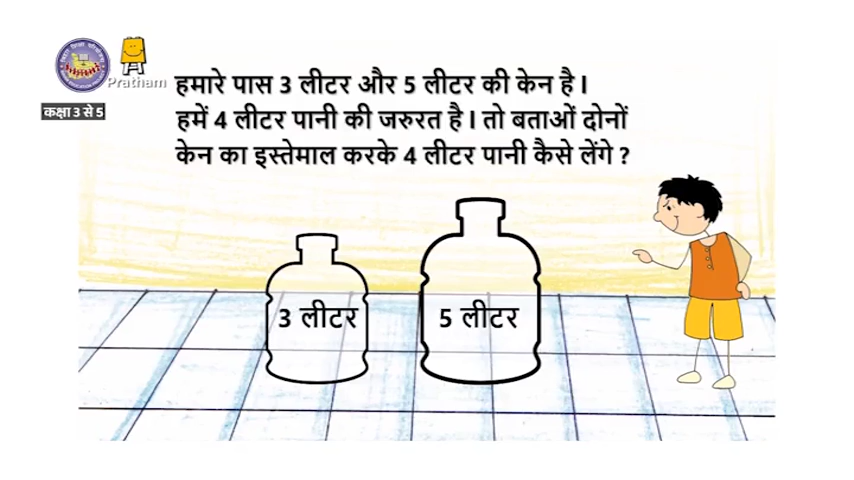 Pratham
कक्षा 3 से 5
हमारे पास 3 लीटर और 5 लीटर की केन है।
हमें 4 लीटर पानी की जरुरत है। तो बताओं दोनों
केन का इस्तेमाल करके 4 लीटर पानी कैसे लेंगे ?
3 लीटर
5 लीटर